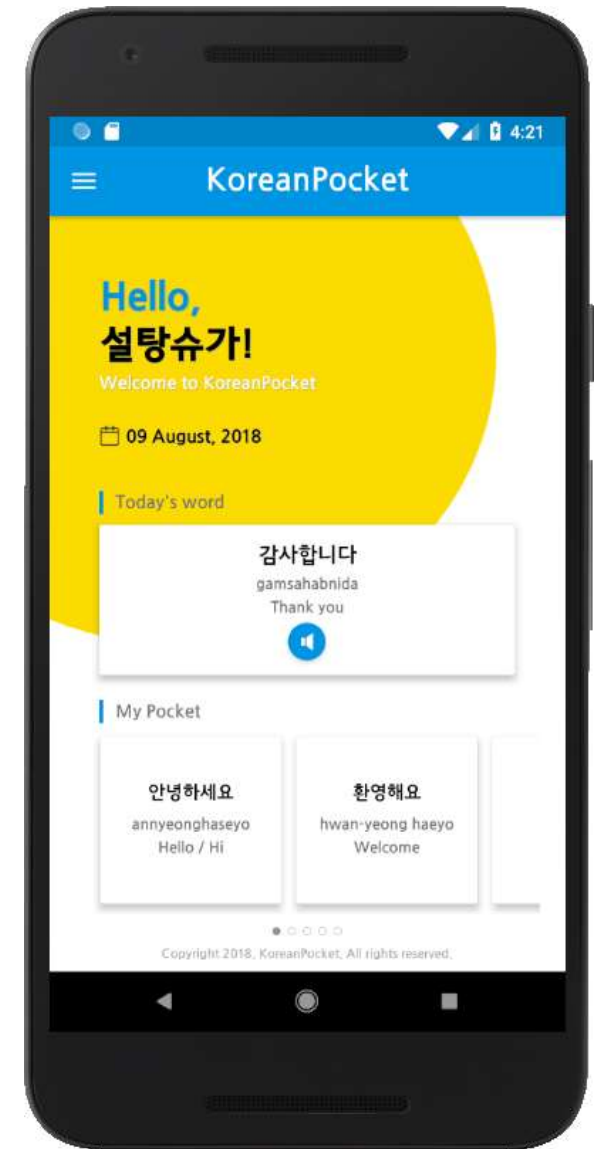 4:21
KoreanPocket
Hello,
설탕슈가!
Welcome to KoreanPocket
09 August, 2018
Today's word
감사합니다
gamsahabnida
Thank you
My Pocket
안녕하세요
annyeonghaseyo
Hello / Hi
환영해요
hwan-yeong haeyo
Welcome
Copyright 2018, KoreanPocket, All rights reserved.